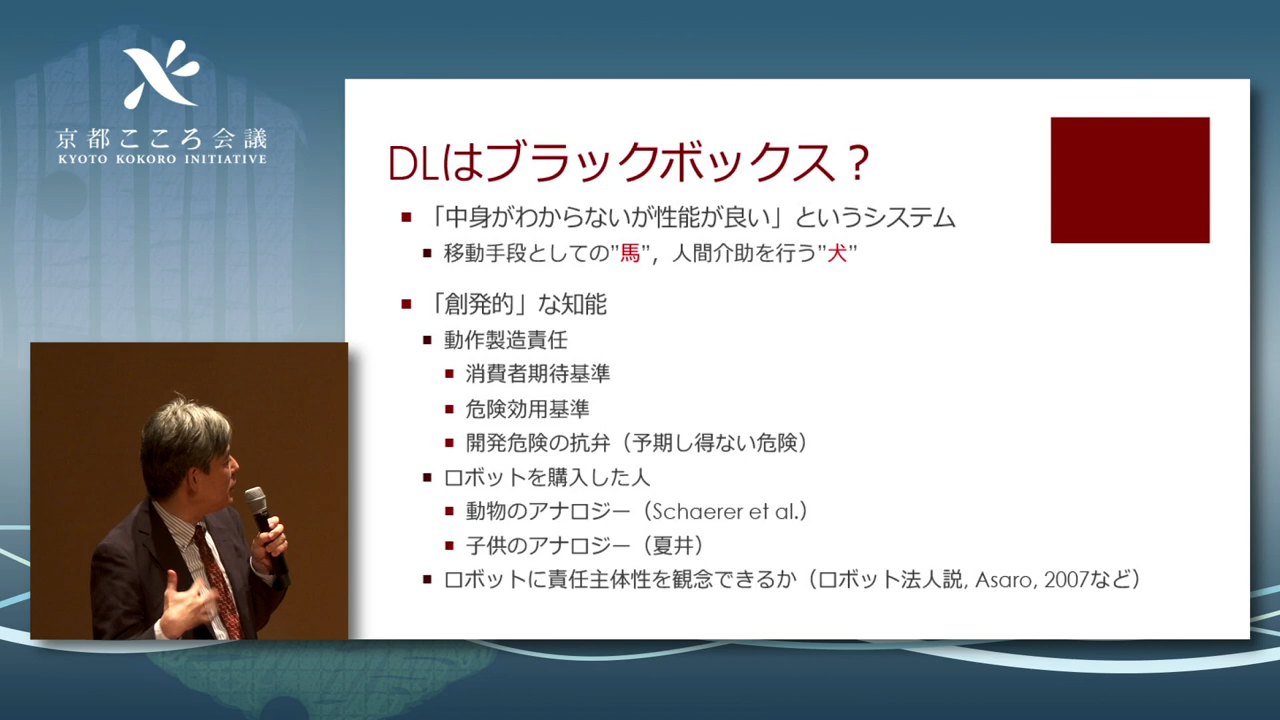 京都こころ会議
KYOTO KOKORO INITIATIVE
DLはブラックボックス？
「中身がわからないが性能が良い」というシステム
移動手段としての"馬"，人間介助を行う"犬"
「創発的」な知能
動作製造責任
消費者期待基準
危険効用基準
開発危険の抗弁（予期し得ない危険）
ロボットを購入した人
動物のアナロジー（Schaerer et al.）
子供のアナロジー（夏井）
ロボットに責任主体性を観念できるか（ロボット法人説, Asaro, 2007など）